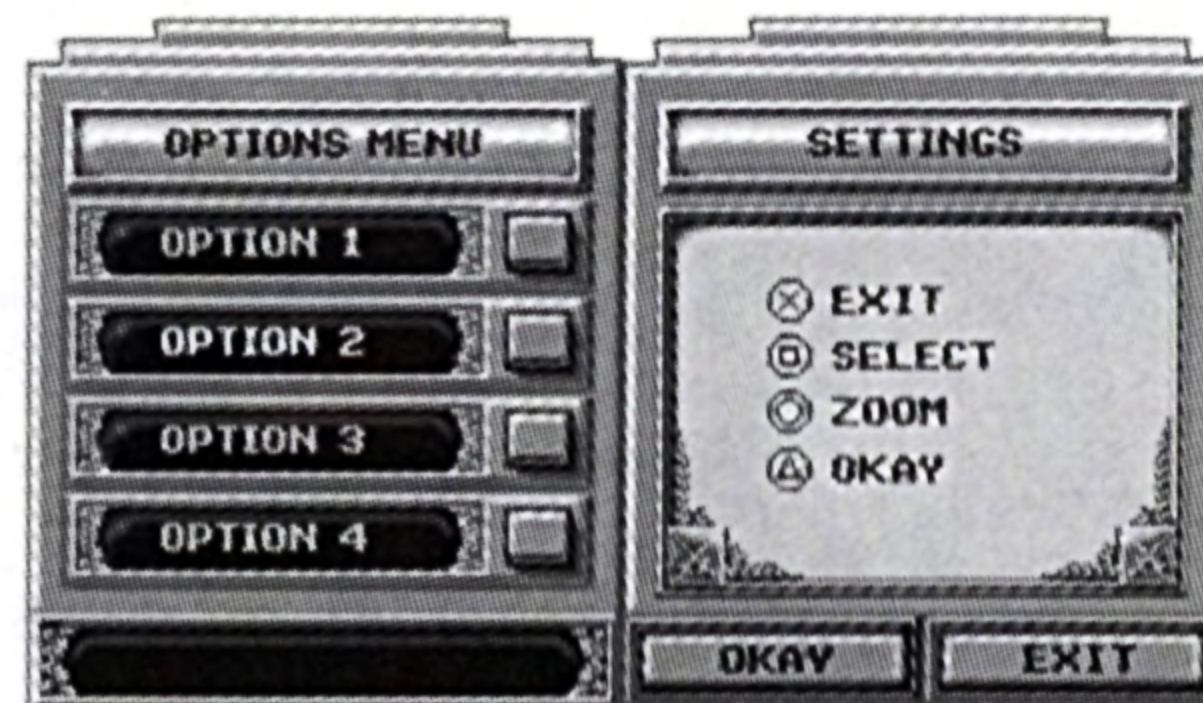 OPTIONS MENU
OPTION 1
OPTION 2
OPTION 3
OPTION 4
SETTINGS
EXIT
SELECT
ZOOM
OKAY
OKAY
EXIT